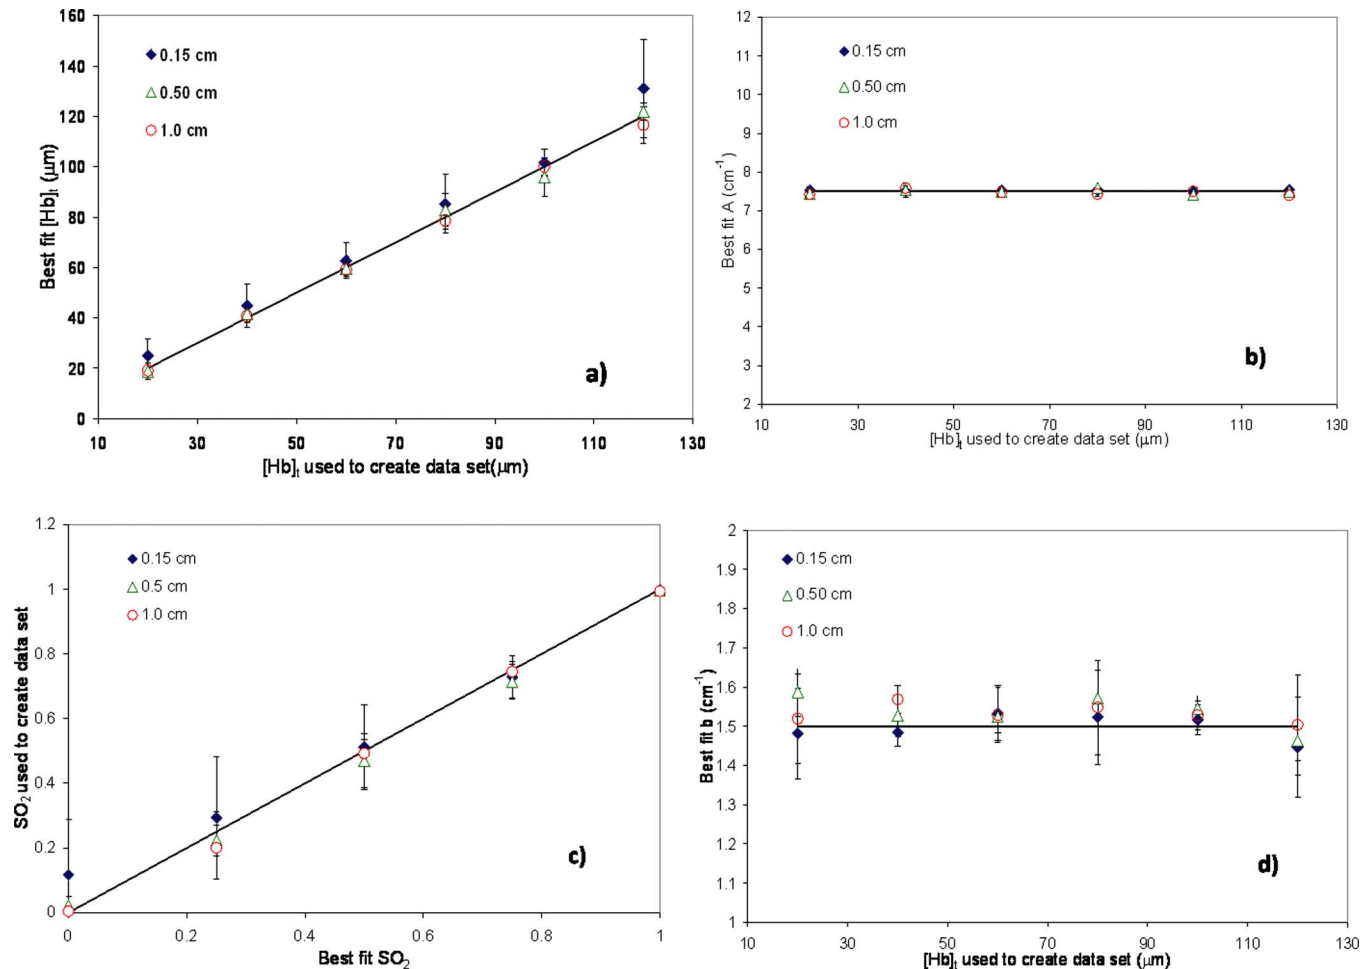 160
140
120
100
80
60
40
20
0
Best fit [Hb]t (μm)
0.15 cm
0.50 cm
1.0 cm
a)
10 30 50 70 90 110 130
[Hb]t used to create data set(μm)
12
11
10
9
8
7
6
5
4
3
2
Best fit A (cm-1)
0.15 cm
0.50 cm
1.0 cm
b)
10 30 50 70 90 110 130
[Hb]t used to create data set (μm)
1.2
1
0.8
0.6
0.4
0.2
0
SO2 used to create data set
0.15 cm
0.5 cm
1.0 cm
c)
0 0.2 0.4 0.6 0.8 1
Best fit SO2
2
1.9
1.8
1.7
1.6
1.5
1.4
1.3
1.2
1.1
1
Best fit b (cm-1)
0.15 cm
0.50 cm
1.0 cm
d)
10 30 50 70 90 110 130
[Hb]t used to create data set (μm)